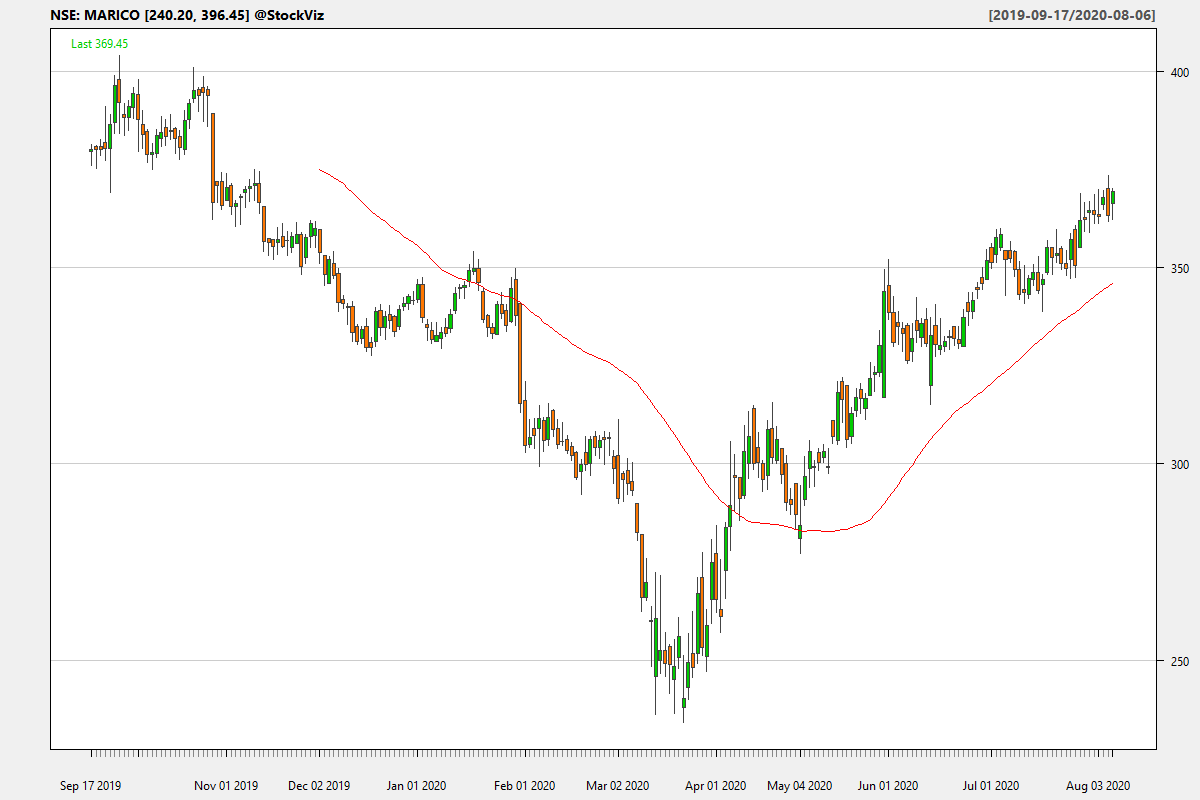 NSE: MARICO [240.20, 396.45] @StockViz [2019-09-17/2020-08-06]
Last 369.45
400
350
300
250
Sep 17 2019 Nov 01 2019 Dec 02 2019 Jan 01 2020 Feb 01 2020 Mar 02 2020 Apr 01 2020 May 04 2020 Jun 01 2020 Jul 01 2020 Aug 03 2020